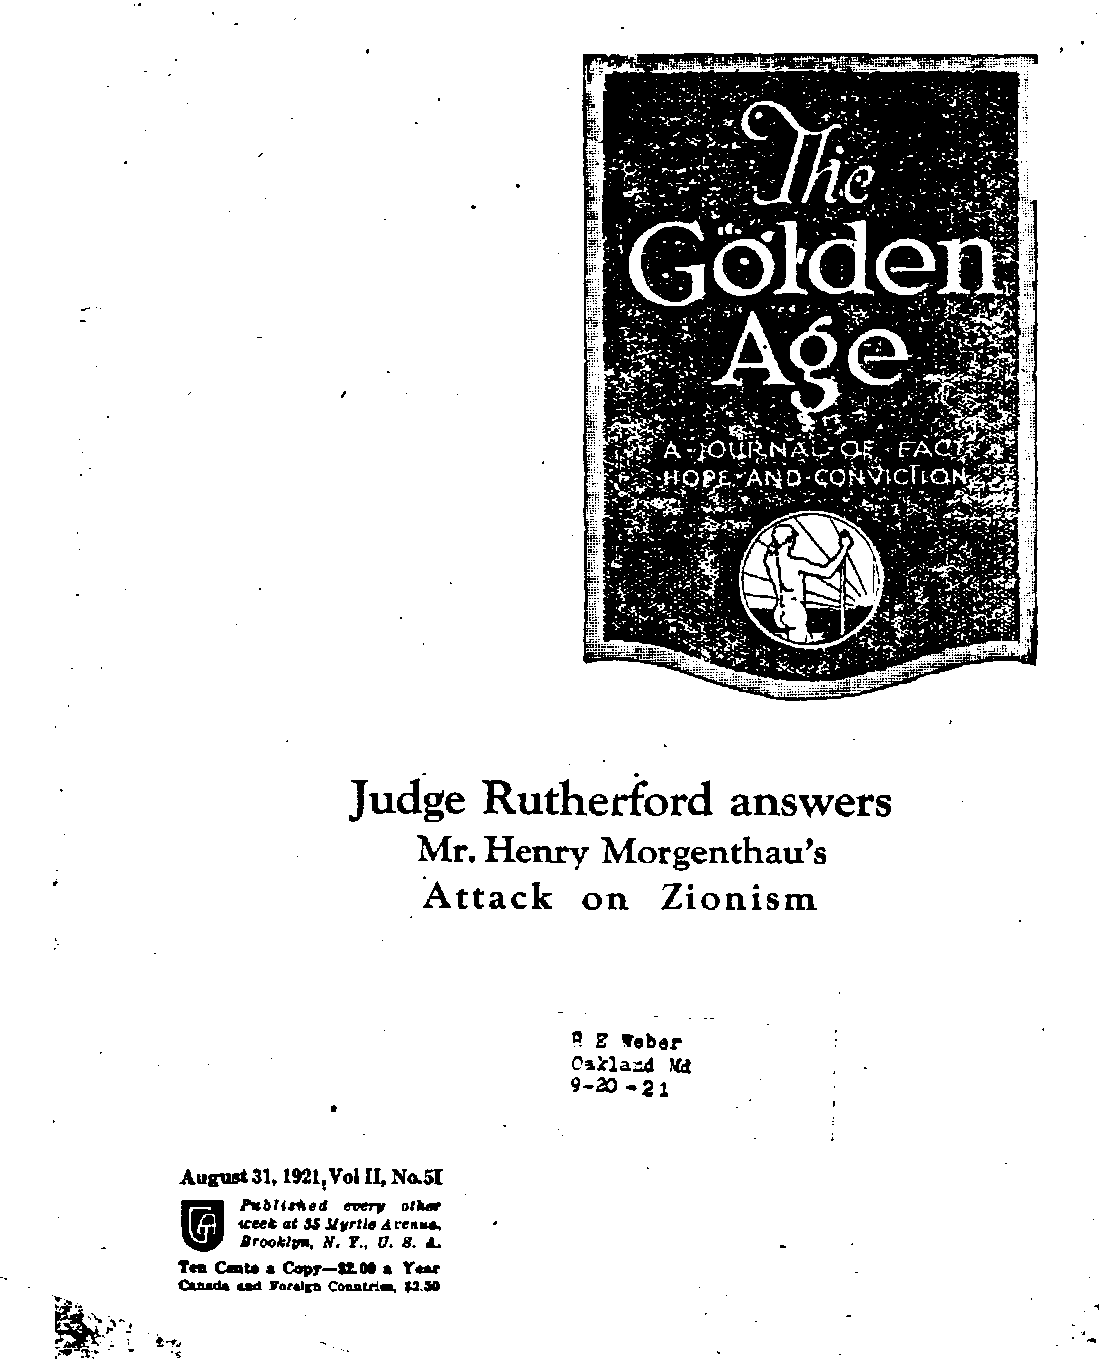 The
Golden
Age
A·JOURNAL·OF·FACT
HOPE·AND·CONVICTION
Judge Rutherford answers
Mr. Henry Morgenthau's
Attack on Zionism
R E Weber
Oakland Md
9-20-21
August 31, 1921, Vol II, No. 51
Published every other
week at 35 Myrtle Avenue,
Brooklyn, N. Y., U. S. A.
Ten Cents a Copy—$2.00 a Year
Canada and Foreign Countries, $2.50